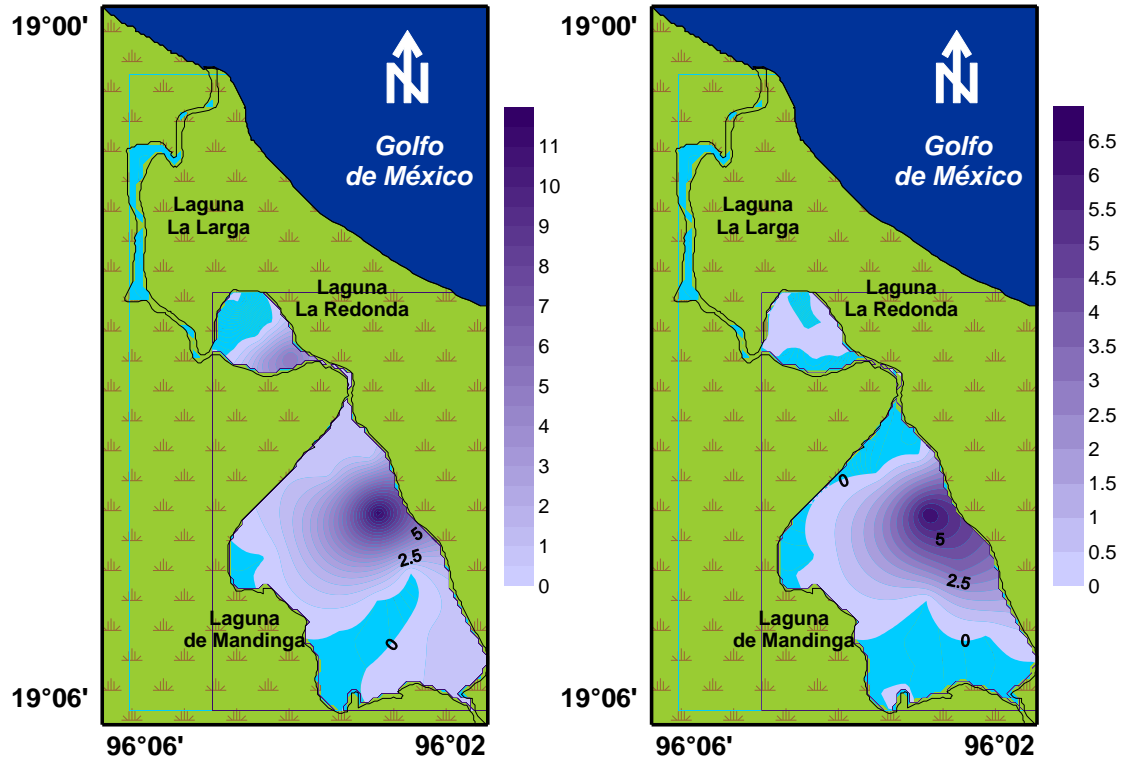 19°00'
N
Golfo
de México
Laguna
La Larga
Laguna
La Redonda
5
2.5
0
Laguna
de Mandinga
19°06'
96°06'
96°02
11
10
9
8
7
6
5
4
3
2
1
0
19°00'
N
Golfo
de México
Laguna
La Larga
Laguna
La Redonda
0
5
2.5
0
Laguna
de Mandinga
19°06'
96°06'
96°02
6.5
6
5.5
5
4.5
4
3.5
3
2.5
2
1.5
1
0.5
0